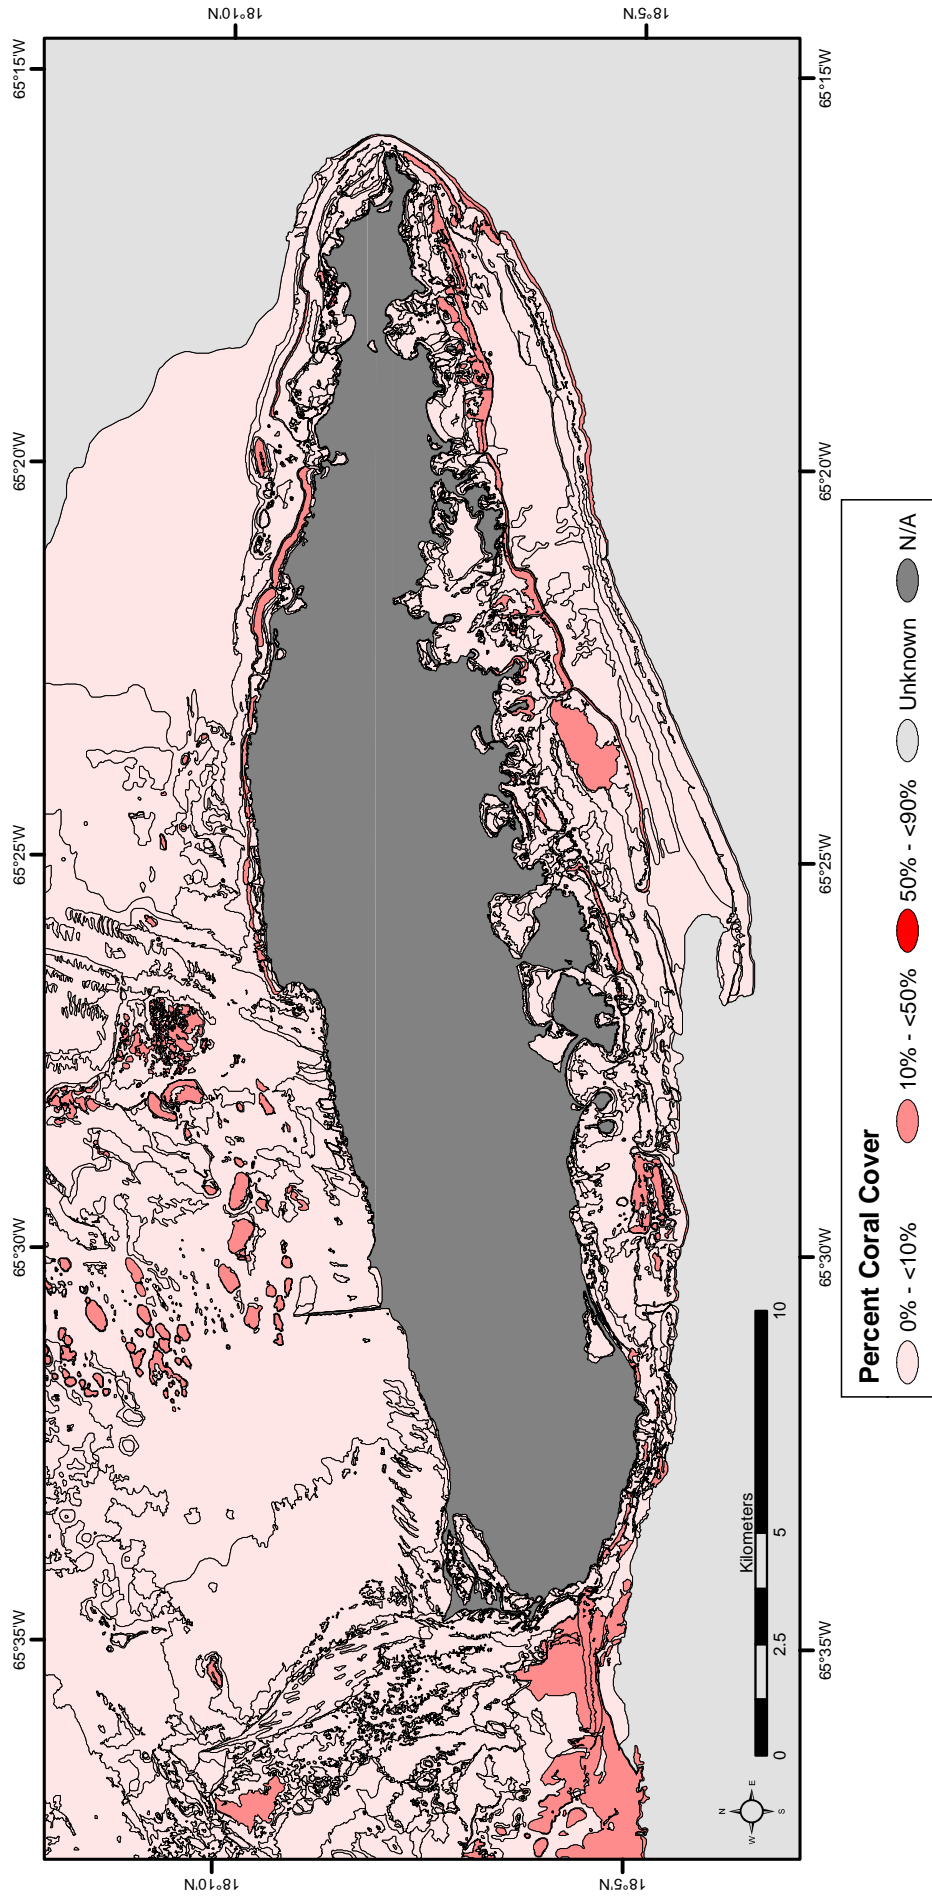 65°35'W 65°30'W 65°25'W 65°20'W 65°15'W
18°10'N 18°10'N
18°5'N 18°5'N
N
W E
S
Kilometers
0 2.5 5 10
65°35'W 65°30'W 65°25'W 65°20'W 65°15'W
Percent Coral Cover
0% - <10% 10% - <50% 50% - <90% Unknown N/A